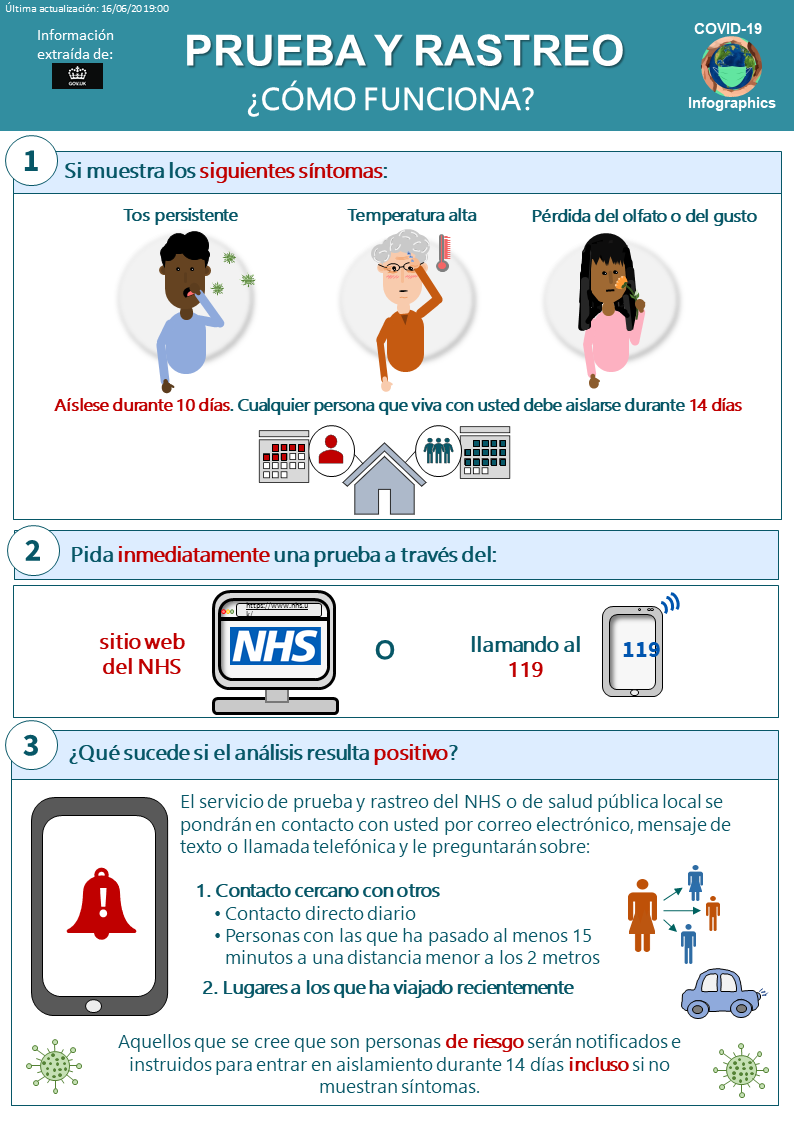 Última actualización: 16/06/2019:00
Información
extraída de:
GOV.UK
PRUEBA Y RASTREO
¿CÓMO FUNCIONA?
COVID-19
Infographics
1
Si muestra los siguientes síntomas:
Tos persistente
Temperatura alta
Pérdida del olfato o del gusto
Aíslese durante 10 días. Cualquier persona que viva con usted debe aislarse durante 14 días
2
Pida inmediatamente una prueba a través del:
sitio web
del NHS
https://www.nhs.u
k/
NHS
O
llamando al
119
119
3
¿Qué sucede si el análisis resulta positivo?
El servicio de prueba y rastreo del NHS o de salud pública local se
pondrán en contacto con usted por correo electrónico, mensaje de
texto o llamada telefónica y le preguntarán sobre:
!
1. Contacto cercano con otros
• Contacto directo diario
• Personas con las que ha pasado al menos 15
minutos a una distancia menor a los 2 metros
2. Lugares a los que ha viajado recientemente
Aquellos que se cree que son personas de riesgo serán notificados e
instruidos para entrar en aislamiento durante 14 días incluso si no
muestran síntomas.